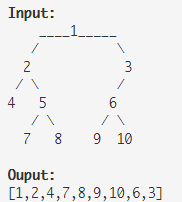 Input:
____1_____
/ \
2 3
/ \ /
4 5 6
/ \ / \
7 8 9 10
Ouput:
[1,2,4,7,8,9,10,6,3]